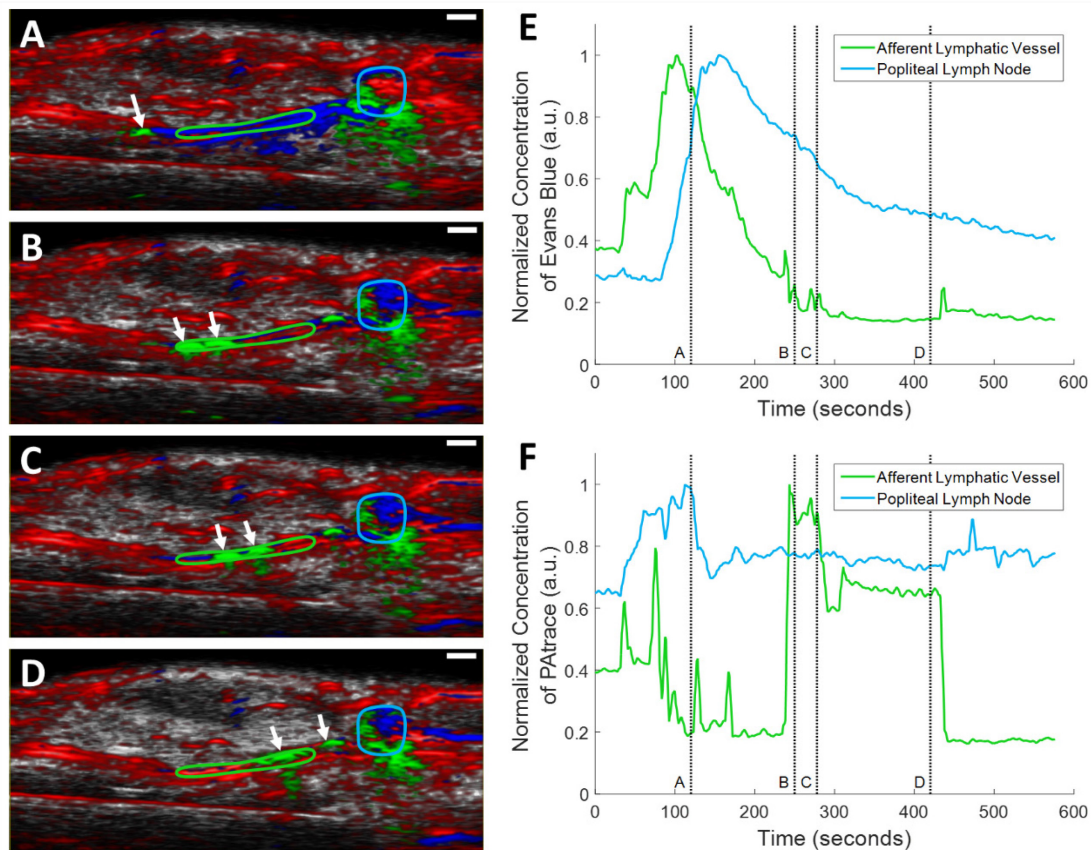 A
B
C
D
E
Afferent Lymphatic Vessel
Popliteal Lymph Node
Normalized Concentration
of Evans Blue (a.u.)
1
0.8
0.6
0.4
0.2
0
A
B
C
D
0
100
200
300
400
500
600
Time (seconds)
F
Afferent Lymphatic Vessel
Popliteal Lymph Node
Normalized Concentration
of PAtrace (a.u.)
1
0.8
0.6
0.4
0.2
0
A
B
C
D
0
100
200
300
400
500
600
Time (seconds)